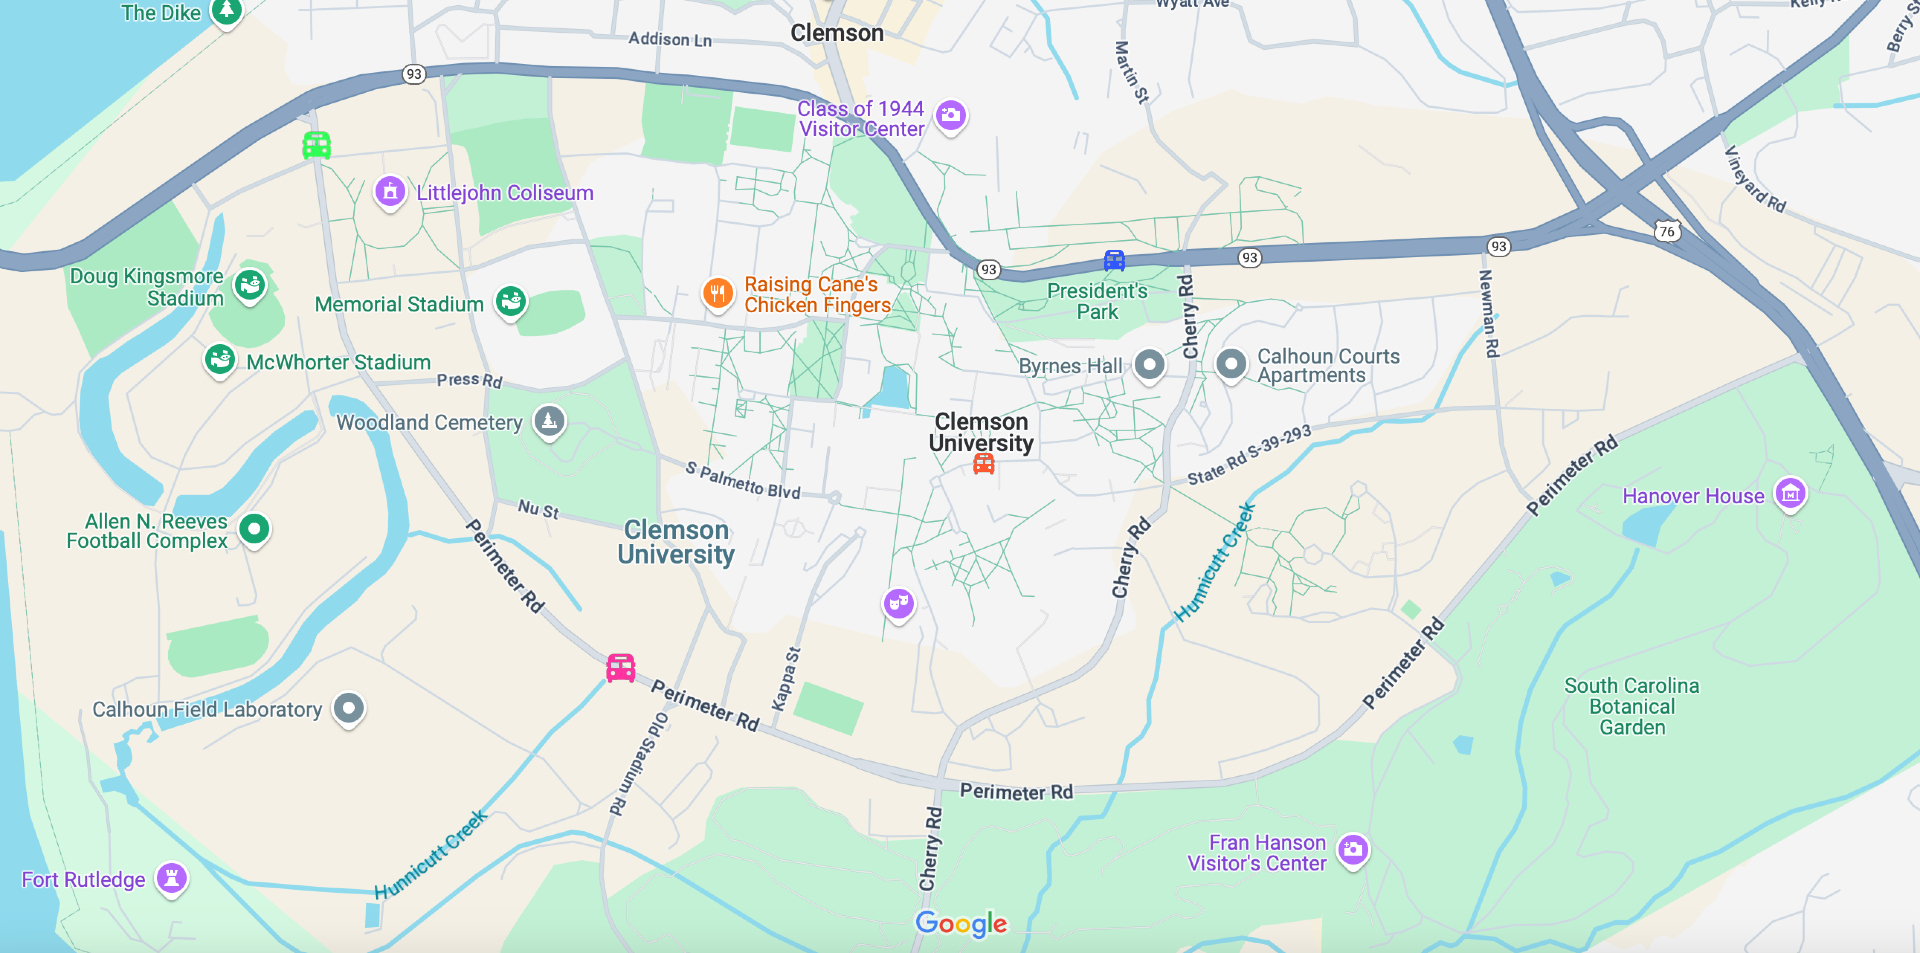 The Dike
Addison Ln
Clemson
Wyatt Ave
Martin St
93
Class of 1944
Visitor Center
Vineyard Rd
Littlejohn Coliseum
76
93
93
93
Doug Kingsmore
Stadium
Memorial Stadium
Raising Cane's
Chicken Fingers
President's
Park
Cherry Rd
Newman Rd
McWhorter Stadium
Press Rd
Byrnes Hall
Calhoun Courts
Apartments
Woodland Cemetery
Clemson
University
State Rd S-39-293
Perimeter Rd
S Palmetto Blvd
Hanover House
Nu St
Allen N. Reeves
Football Complex
Clemson
University
Perimeter Rd
Cherry Rd
Hunnicutt Creek
Perimeter Rd
Kappa St
Perimeter Rd
Calhoun Field Laboratory
Old Stadium Rd
South Carolina
Botanical
Garden
Perimeter Rd
Cherry Rd
Hunnicutt Creek
Fran Hanson
Visitor's Center
Fort Rutledge
Google